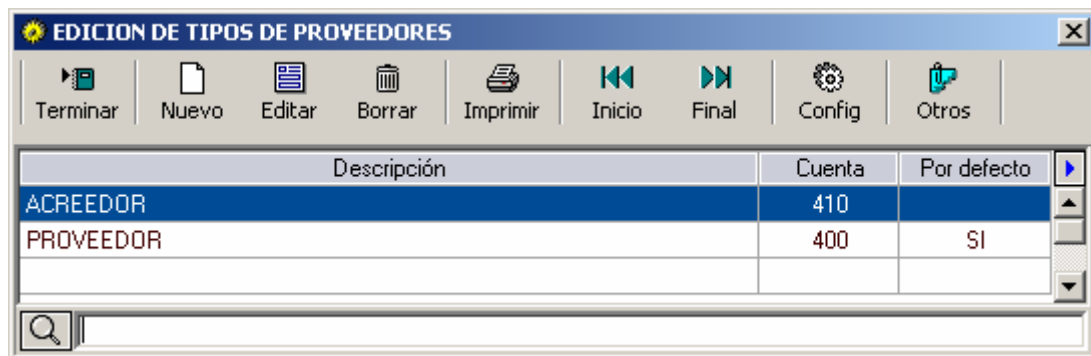 EDICION DE TIPOS DE PROVEEDORES
Terminar Nuevo Editar Borrar Imprimir Inicio Final Config Otros
Descripción Cuenta Por defecto
ACREEDOR 410
PROVEEDOR 400 SI